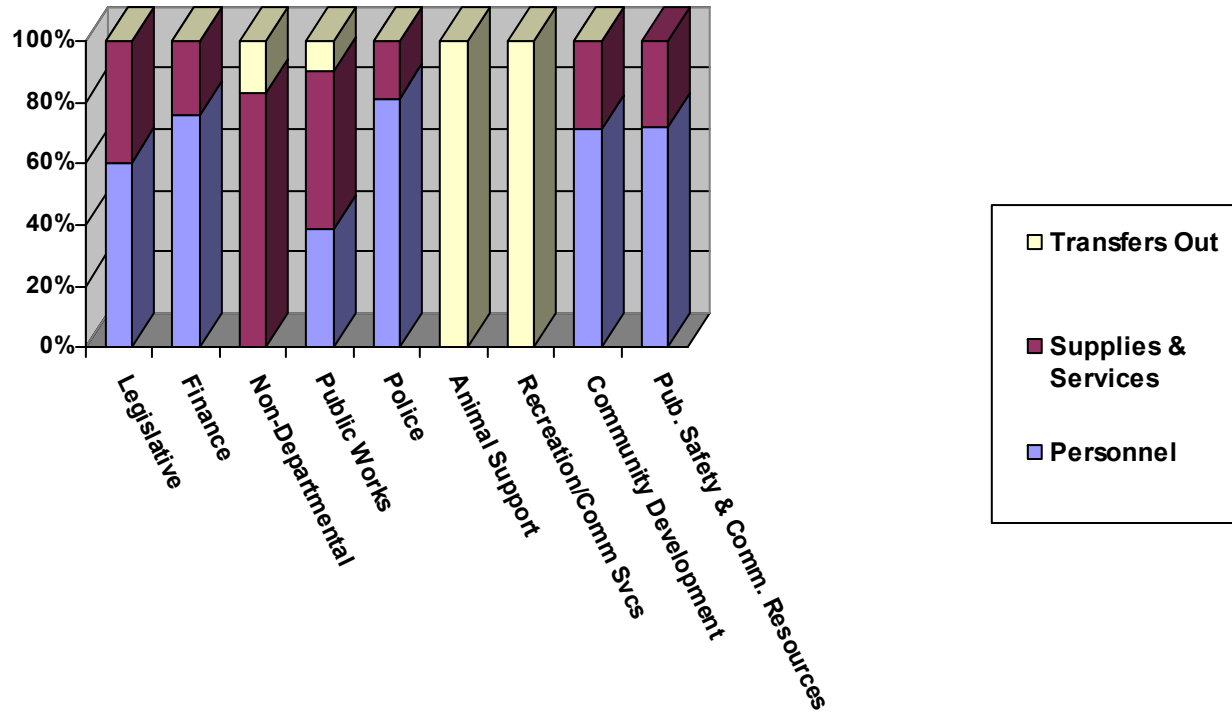 100%
80%
60%
40%
20%
0%
Legislative
Finance
Non-Departmental
Public Works
Police
Animal Support
Recreation/Comm Svcs
Community Development
Pub. Safety & Comm. Resources
Transfers Out
Supplies &
Services
Personnel